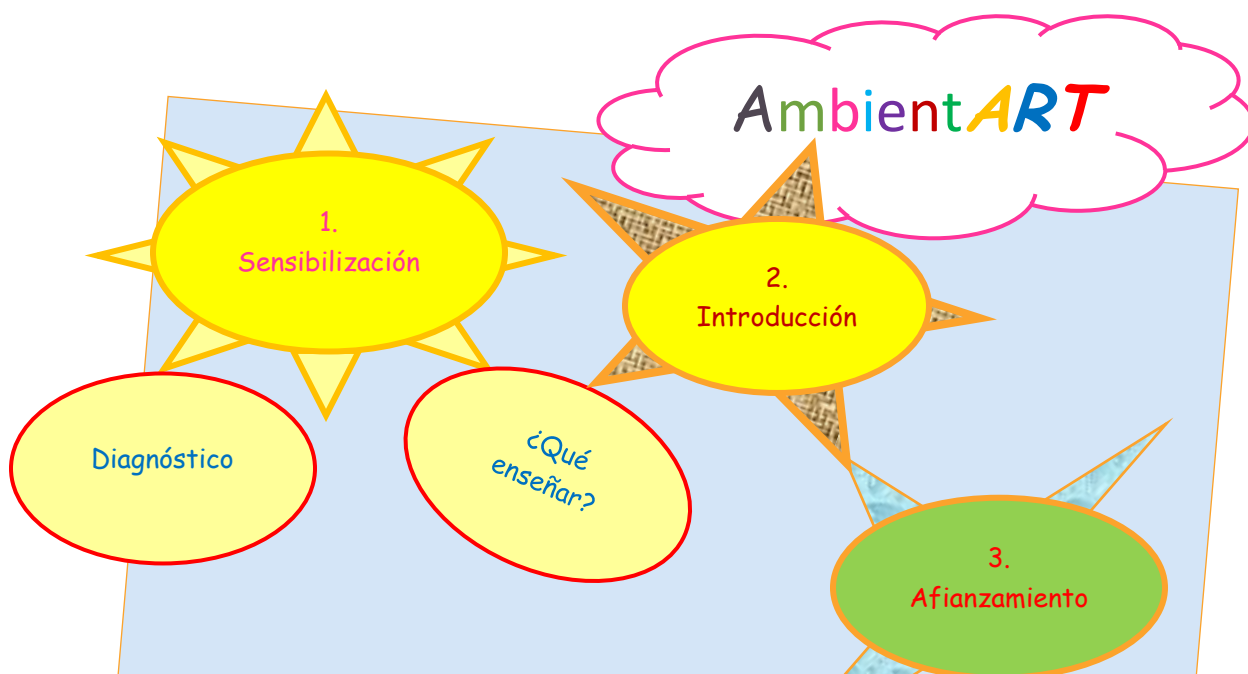 AmbientART
1.
Sensibilización
2.
Introducción
Diagnóstico
¿Qué
enseñar?
3.
Afianzamiento